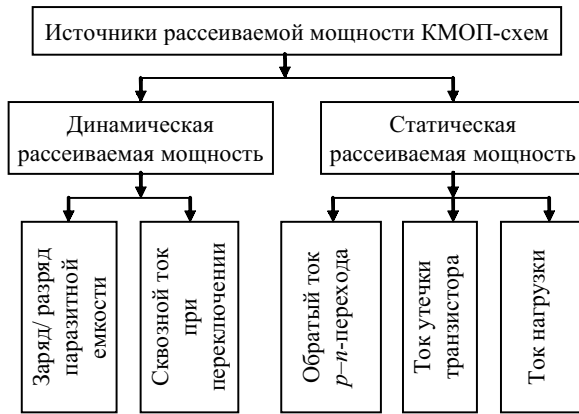 Источники рассеиваемой мощности КМОП-схем
Динамическая
рассеиваемая мощность
Статическая
рассеиваемая мощность
Заряд/ разряд
паразитной
емкости
Сквозной ток
при
переключении
Обратый ток
p–n-перехода
Ток утечки
транзистора
Ток нагрузки